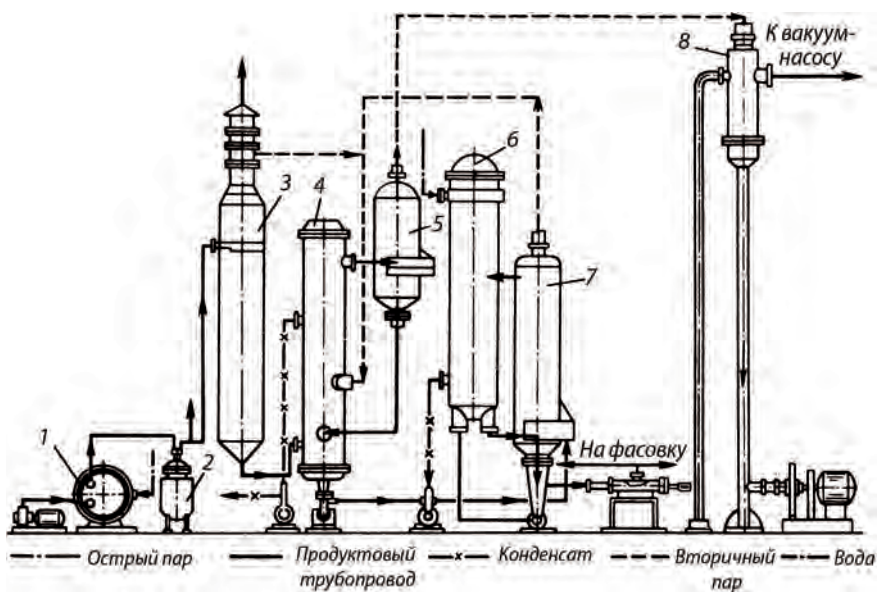 К вакуум-
насосу
8
6
3
4
5
7
1
2
На фасовку
Острый пар
Продуктовый
трубопровод
Конденсат
Вторичный
пар
Вода